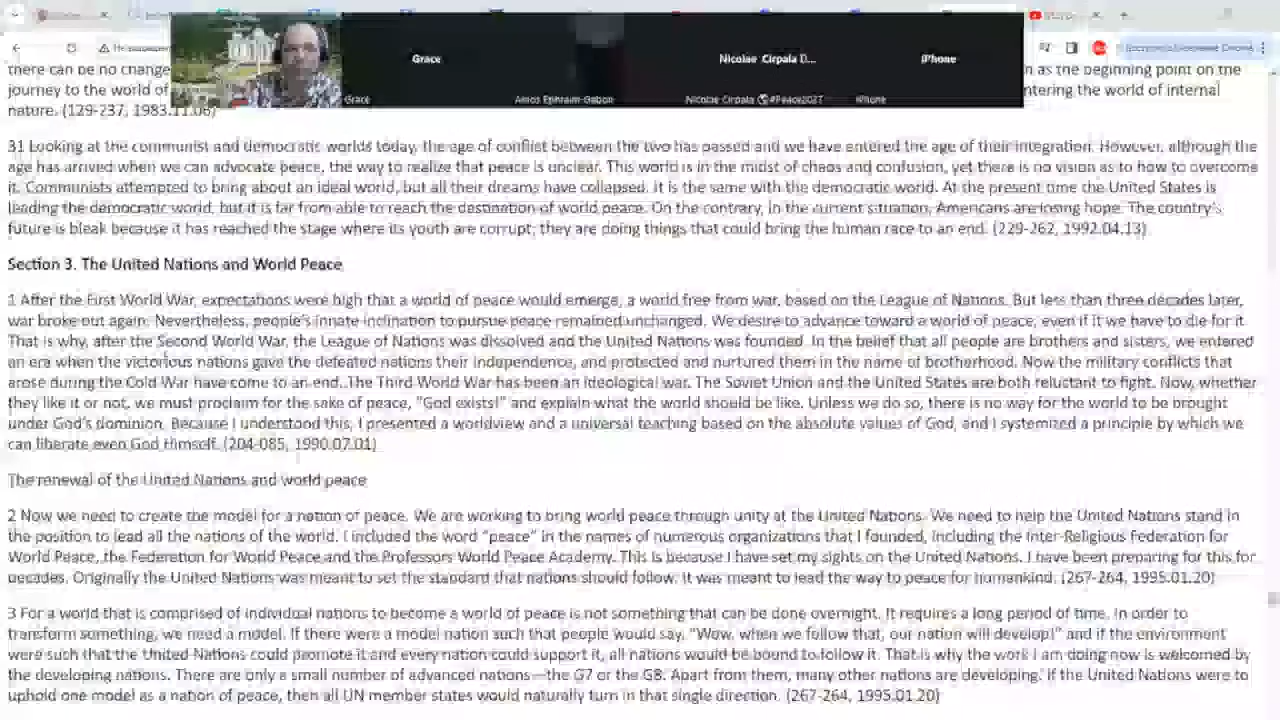 Grace
Nicolae Cirpala D...
iPhone
Grace
Amos Ephraim-Gabon
Nicolae Cirpala #Peace2027
iPhone
there can be no change
n as the beginning point on the
journey to the world of
ntering the world of internal
nature. (129-237, 1983.11.06)
31 Looking at the communist and democratic worlds today, the age of conflict between the two has passed and we have entered the age of their integration. However, although the
age has arrived when we can advocate peace, the way to realize that peace is unclear. This world is in the midst of chaos and confusion, yet there is no vision as to how to overcome
it. Communists attempted to bring about an ideal world, but all their dreams have collapsed. It is the same with the democratic world. At the present time the United States is
leading the democratic world, but it is far from able to reach the destination of world peace. On the contrary, in the current situation, Americans are losing hope. The country's
future is bleak because it has reached the stage where its youth are corrupt; they are doing things that could bring the human race to an end. (229-262, 1992.04.13)
Section 3. The United Nations and World Peace
1 After the First World War, expectations were high that a world of peace would emerge, a world free from war, based on the League of Nations. But less than three decades later,
war broke out again. Nevertheless, people's innate inclination to pursue peace remained unchanged. We desire to advance toward a world of peace, even if it we have to die for it.
That is why, after the Second World War, the League of Nations was dissolved and the United Nations was founded. In the belief that all people are brothers and sisters, we entered
an era when the victorious nations gave the defeated nations their independence, and protected and nurtured them in the name of brotherhood. Now the military conflicts that
arose during the Cold War have come to an end. The Third World War has been an ideological war. The Soviet Union and the United States are both reluctant to fight. Now, whether
they like it or not, we must proclaim for the sake of peace, "God exists!" and explain what the world should be like. Unless we do so, there is no way for the world to be brought
under God's dominion. Because I understood this, I presented a worldview and a universal teaching based on the absolute values of God, and I systemized a principle by which we
can liberate even God Himself. (204-085, 1990.07.01)
The renewal of the United Nations and world peace
2 Now we need to create the model for a nation of peace. We are working to bring world peace through unity at the United Nations. We need to help the United Nations stand in
the position to lead all the nations of the world. I included the word "peace" in the names of numerous organizations that I founded, including the Inter-Religious Federation for
World Peace, the Federation for World Peace and the Professors World Peace Academy. This is because I have set my sights on the United Nations. I have been preparing for this for
decades. Originally the United Nations was meant to set the standard that nations should follow. It was meant to lead the way to peace for humankind. (267-264, 1995.01.20)
3 For a world that is comprised of individual nations to become a world of peace is not something that can be done overnight. It requires a long period of time. In order to
transform something, we need a model. If there were a model nation such that people would say, "Wow, when we follow that, our nation will develop!" and if the environment
were such that the United Nations could promote it and every nation could support it, all nations would be bound to follow it. That is why the work I am doing now is welcomed by
the developing nations. There are only a small number of advanced nations—the G7 or the G8. Apart from them, many other nations are developing. If the United Nations were to
uphold one model as a nation of peace, then all UN member states would naturally turn in that single direction. (267-264, 1995.01.20)